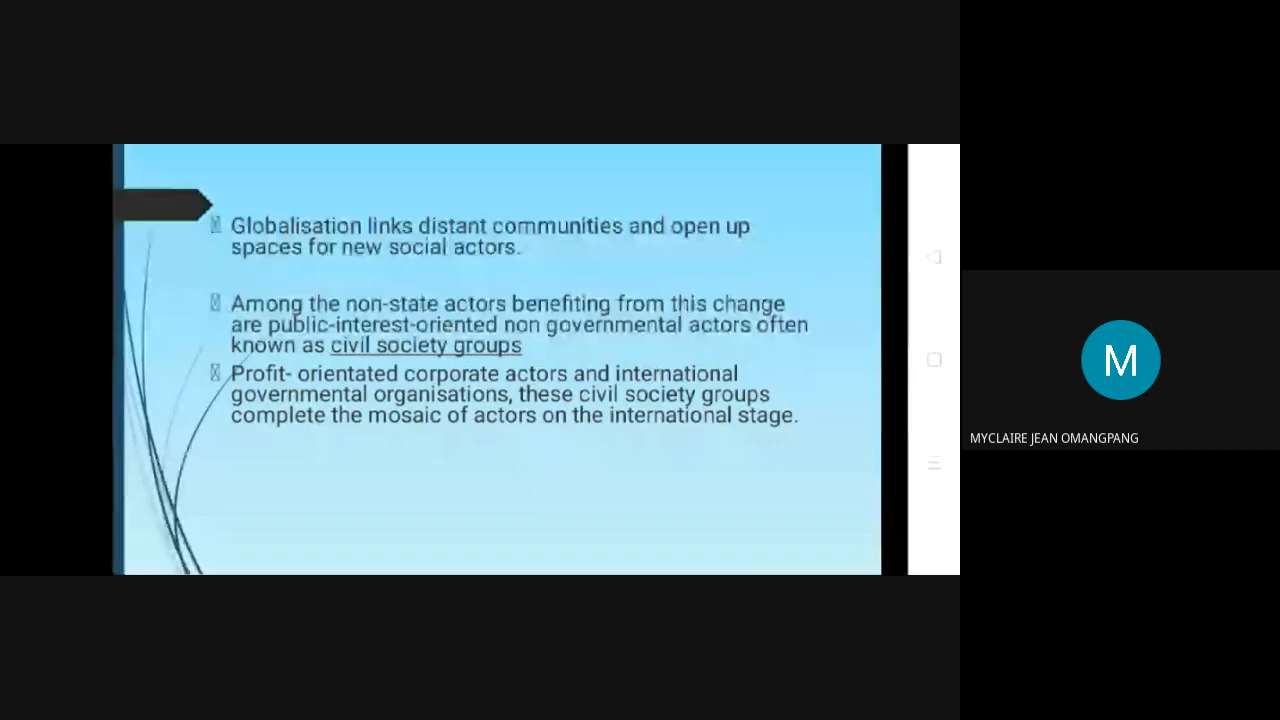 Globalisation links distant communities and open up
spaces for new social actors.
Among the non-state actors benefiting from this change
are public-interest-oriented non governmental actors often
known as civil society groups
Profit- orientated corporate actors and international
governmental organisations, these civil society groups
complete the mosaic of actors on the international stage.
M
MYCLAIRE JEAN OMANGPANG